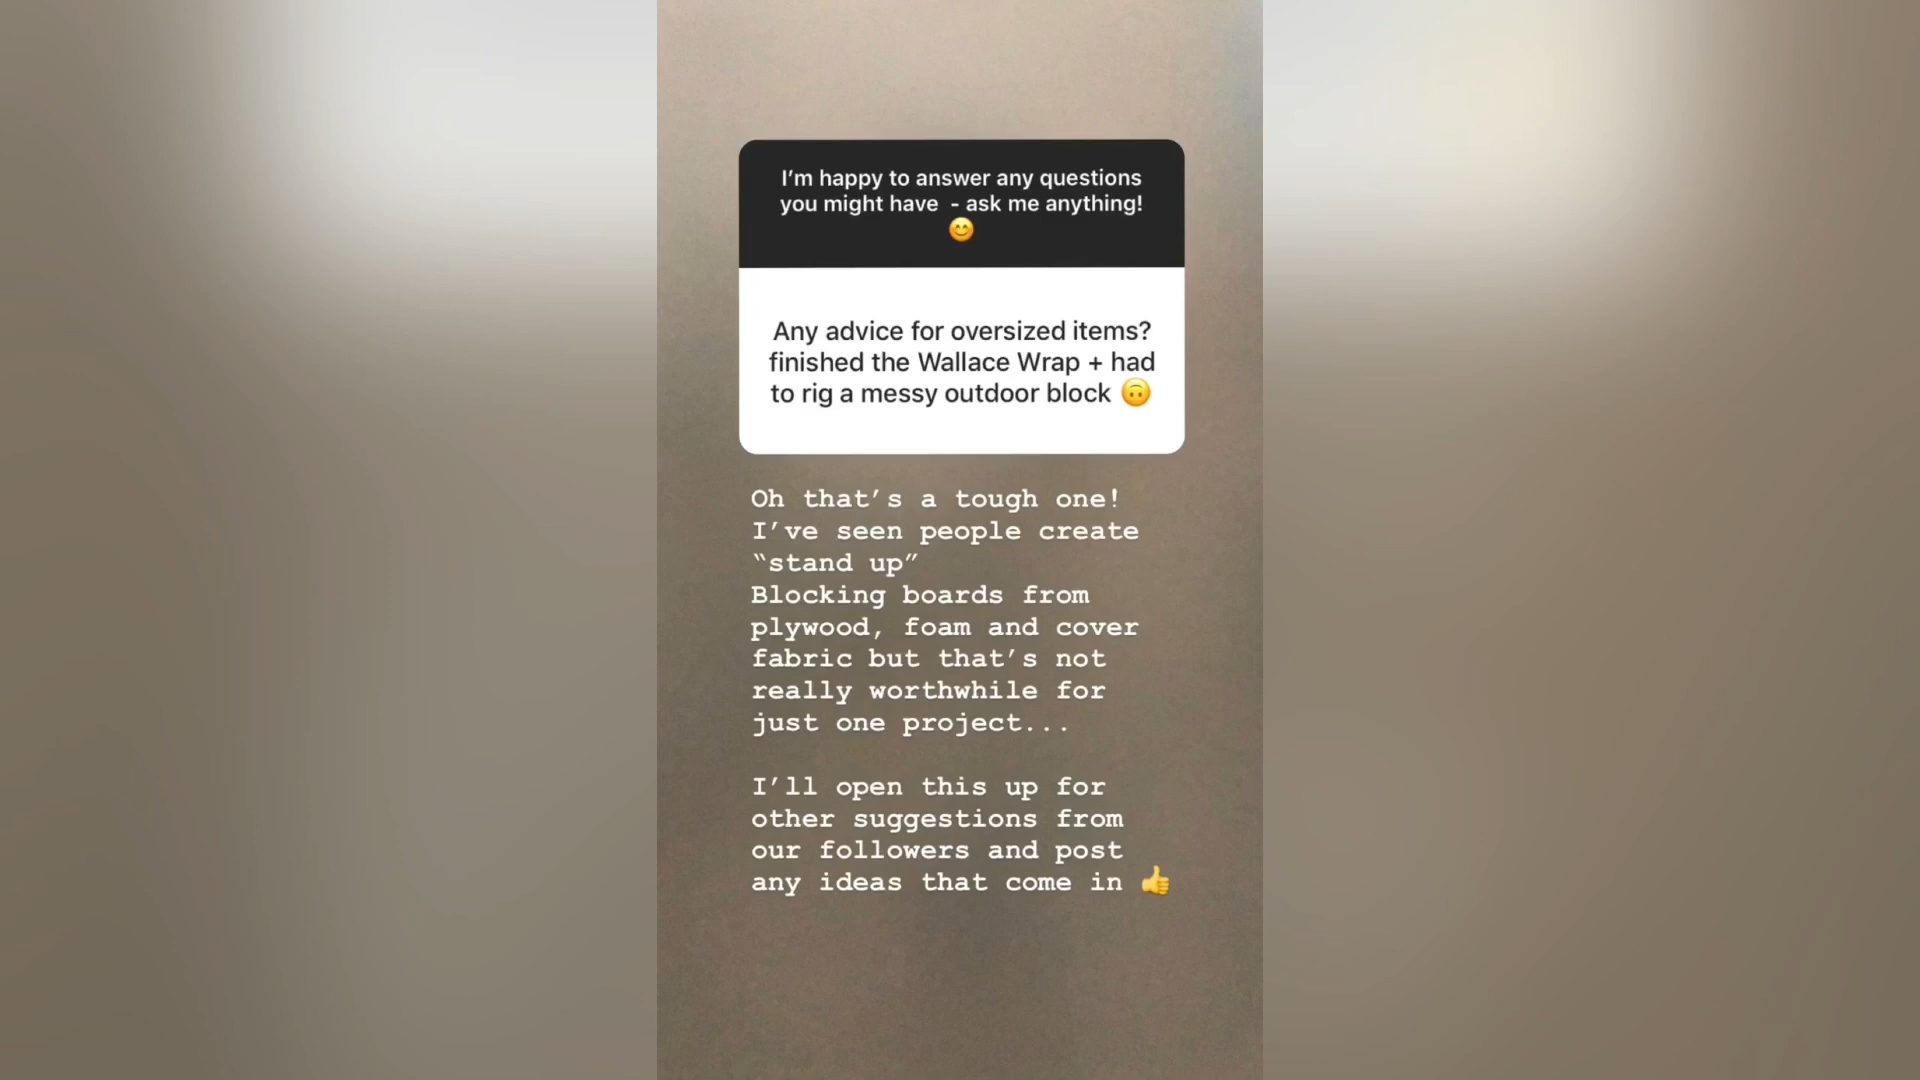 I’m happy to answer any questions
you might have - ask me anything!
😊
Any advice for oversized items?
finished the Wallace Wrap + had
to rig a messy outdoor block 🙃
Oh that’s a tough one!
I’ve seen people create
“stand up”
Blocking boards from
plywood, foam and cover
fabric but that’s not
really worthwhile for
just one project...
I’ll open this up for
other suggestions from
our followers and post
any ideas that come in 👍